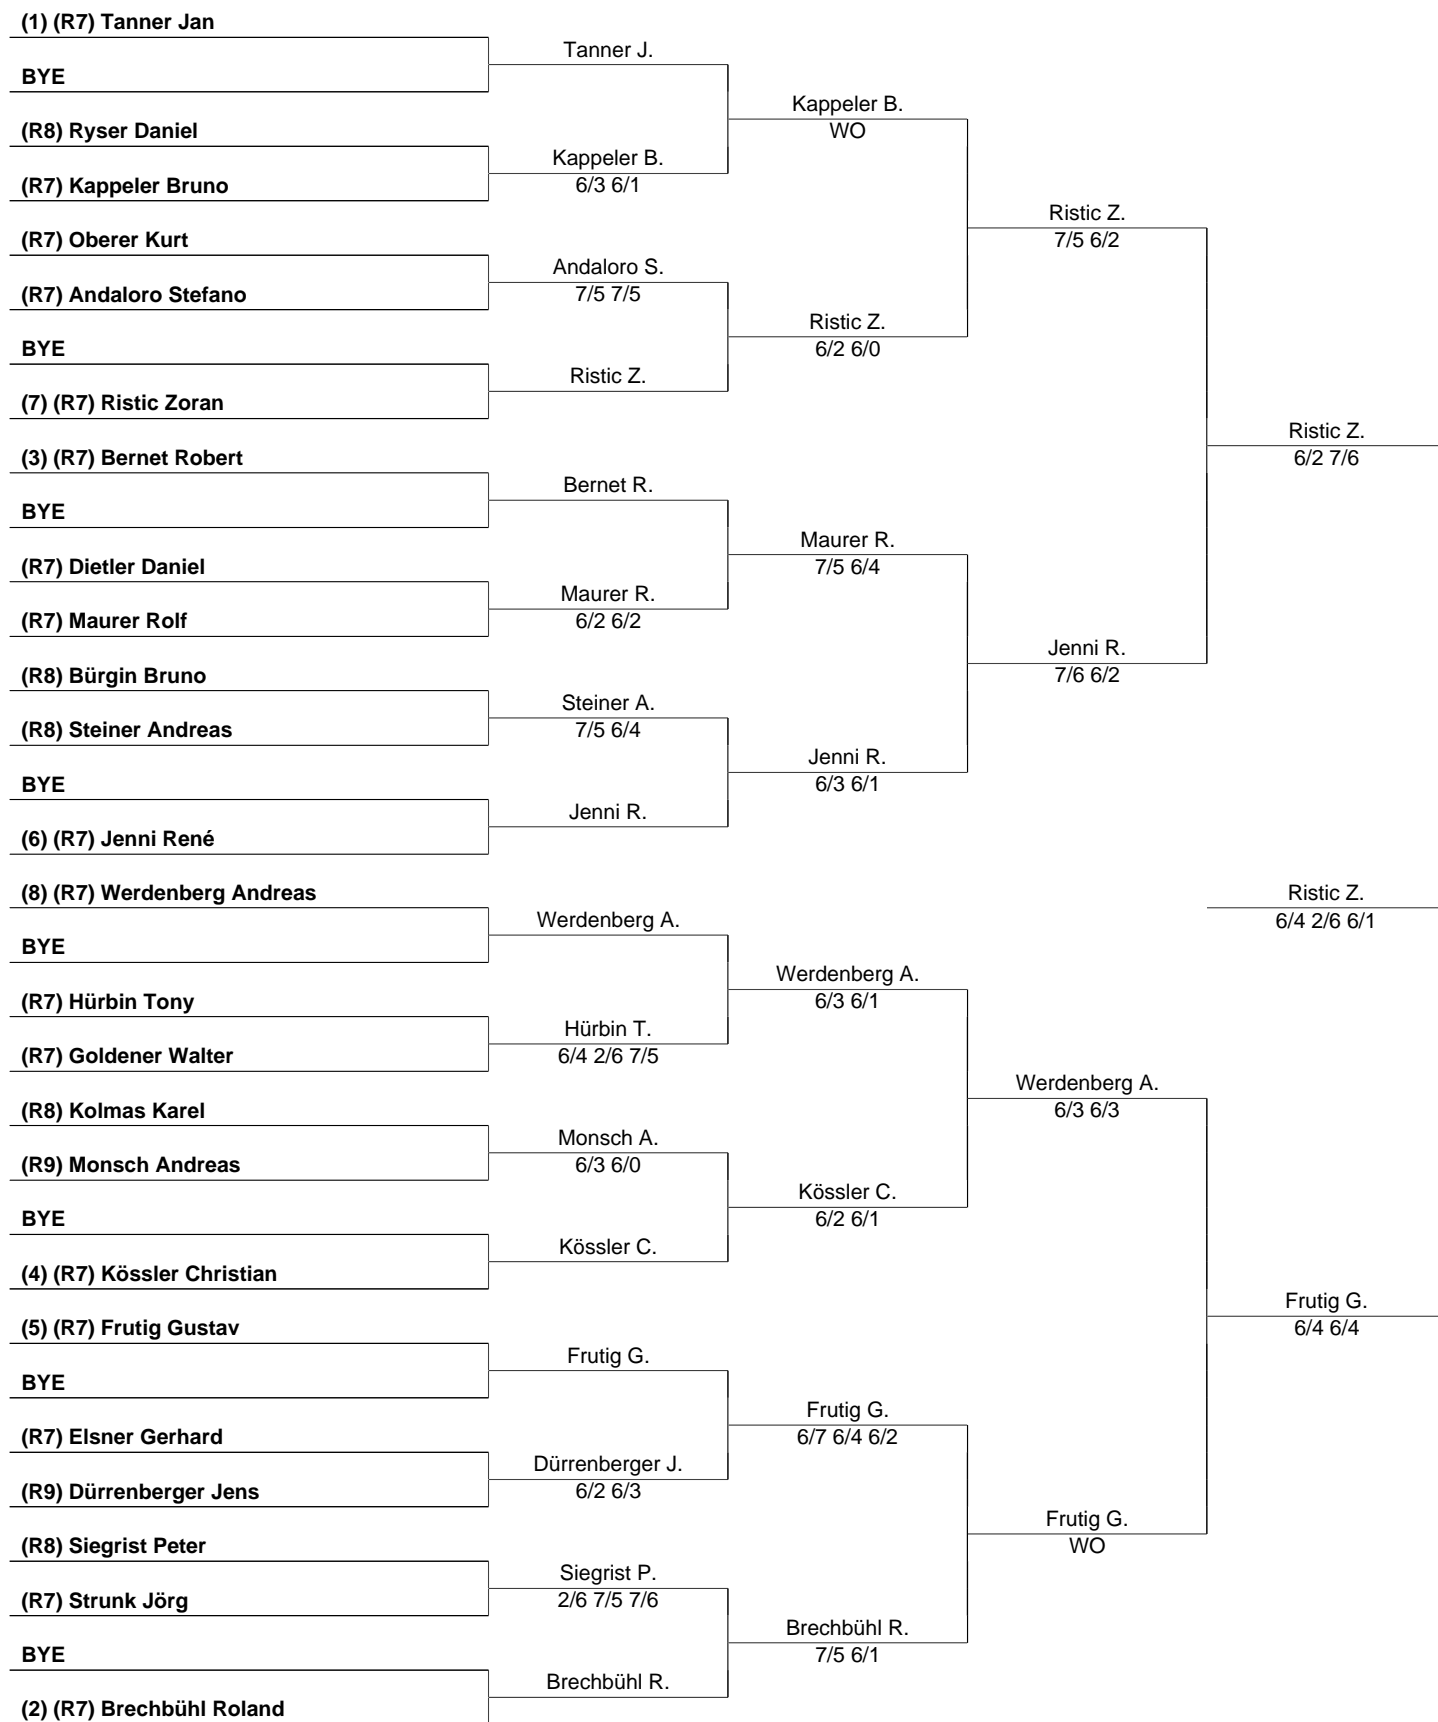 (1) (R7) Tanner Jan
Tanner J.
BYE
Kappeler B.
WO
(R8) Ryser Daniel
Kappeler B.
6/3 6/1
(R7) Kappeler Bruno
Ristic Z.
7/5 6/2
(R7) Oberer Kurt
Andaloro S.
7/5 7/5
(R7) Andaloro Stefano
Ristic Z.
6/2 6/0
BYE
Ristic Z.
(7) (R7) Ristic Zoran
Ristic Z.
6/2 7/6
(3) (R7) Bernet Robert
Bernet R.
BYE
Maurer R.
7/5 6/4
(R7) Dietler Daniel
Maurer R.
6/2 6/2
(R7) Maurer Rolf
Jenni R.
7/6 6/2
(R8) Bürgin Bruno
Steiner A.
7/5 6/4
(R8) Steiner Andreas
Jenni R.
6/3 6/1
BYE
Jenni R.
(6) (R7) Jenni René
(8) (R7) Werdenberg Andreas
Ristic Z.
6/4 2/6 6/1
Werdenberg A.
BYE
Werdenberg A.
6/3 6/1
(R7) Hürbin Tony
Hürbin T.
6/4 2/6 7/5
(R7) Goldener Walter
Werdenberg A.
6/3 6/3
(R8) Kolmas Karel
Monsch A.
6/3 6/0
(R9) Monsch Andreas
Kössler C.
6/2 6/1
BYE
Kössler C.
(4) (R7) Kössler Christian
Frutig G.
6/4 6/4
(5) (R7) Frutig Gustav
Frutig G.
BYE
Frutig G.
6/7 6/4 6/2
(R7) Elsner Gerhard
Dürrenberger J.
6/2 6/3
(R9) Dürrenberger Jens
Frutig G.
WO
(R8) Siegrist Peter
Siegrist P.
2/6 7/5 7/6
(R7) Strunk Jörg
Brechbühl R.
7/5 6/1
BYE
Brechbühl R.
(2) (R7) Brechbühl Roland